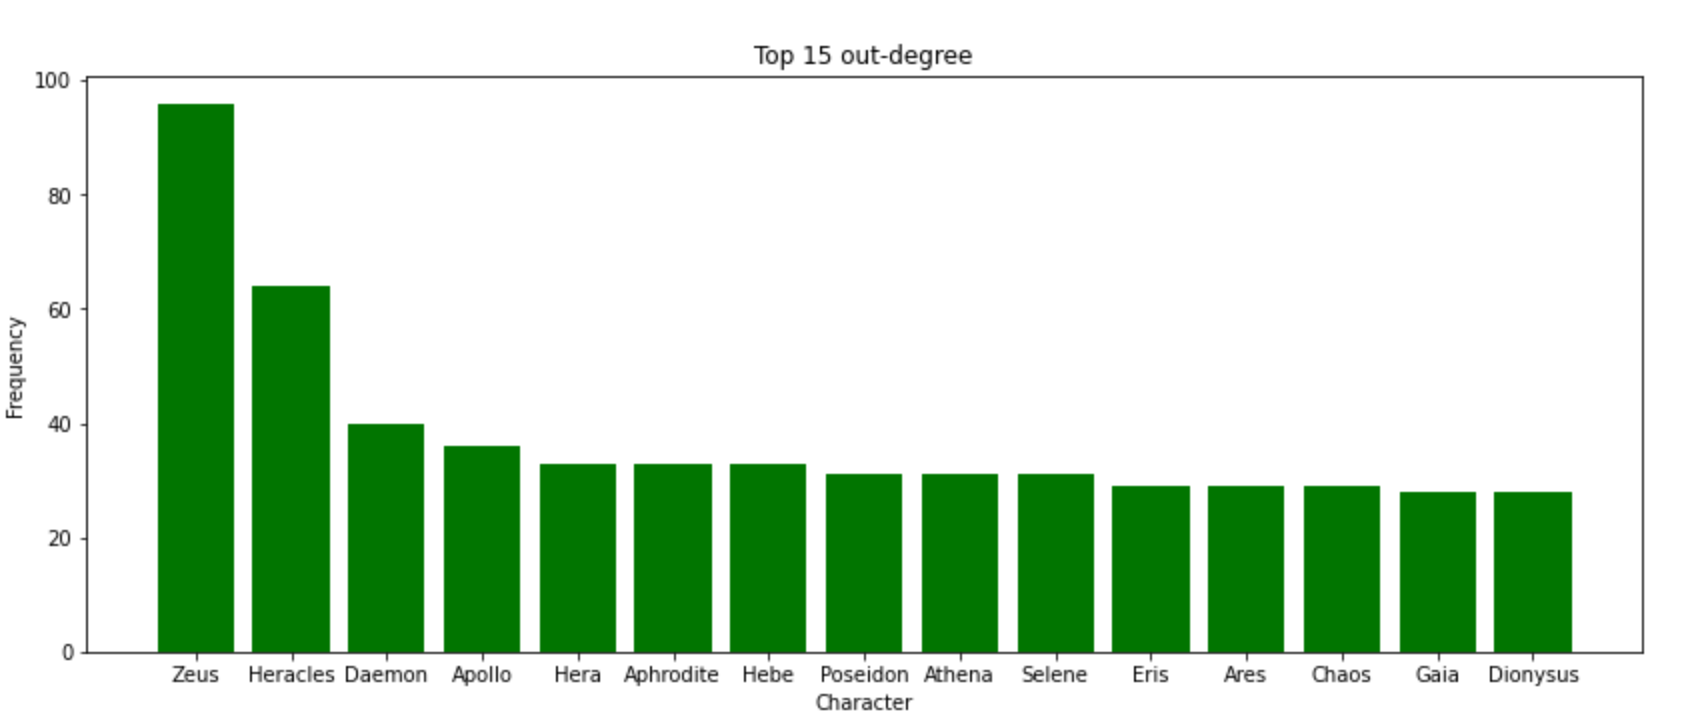 Top 15 out-degree
100
80
60
40
20
0
Frequency
Zeus Heracles Daemon Apollo Hera Aphrodite Hebe Poseidon Athena Selene Eris Ares Chaos Gaia Dionysus
Character